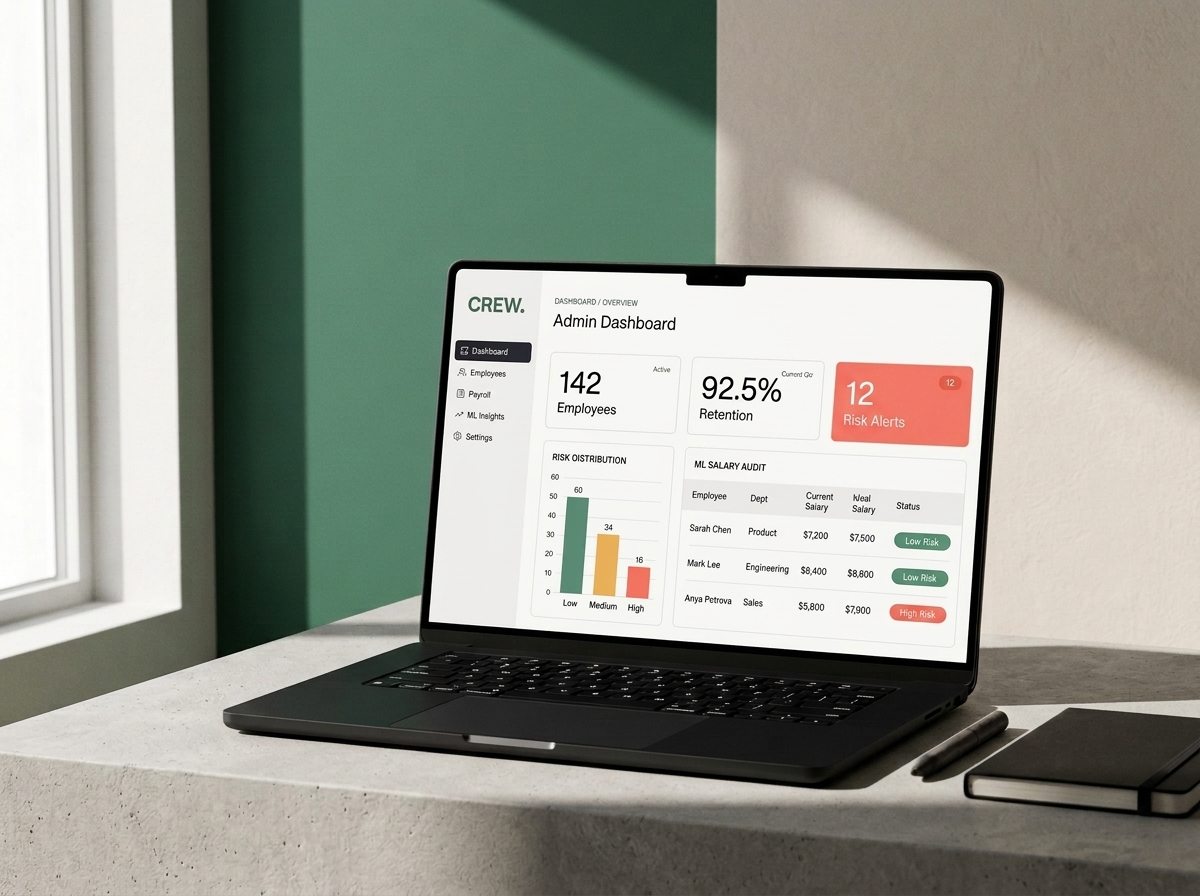 CREW.
Dashboard
Employees
Payroll
ML Insights
Settings
DASHBOARD / OVERVIEW
Admin Dashboard
Active
142
Employees
Current Qtr
92.5%
Retention
12
12
Risk Alerts
RISK DISTRIBUTION
60
50
40
30
20
10
0
60
34
16
Low Medium High
ML SALARY AUDIT
Employee Dept Current Salary Ideal Salary Status
Sarah Chen Product $7,200 $7,500 Low Risk
Mark Lee Engineering $8,400 $8,600 Low Risk
Anya Petrova Sales $5,800 $7,900 High Risk